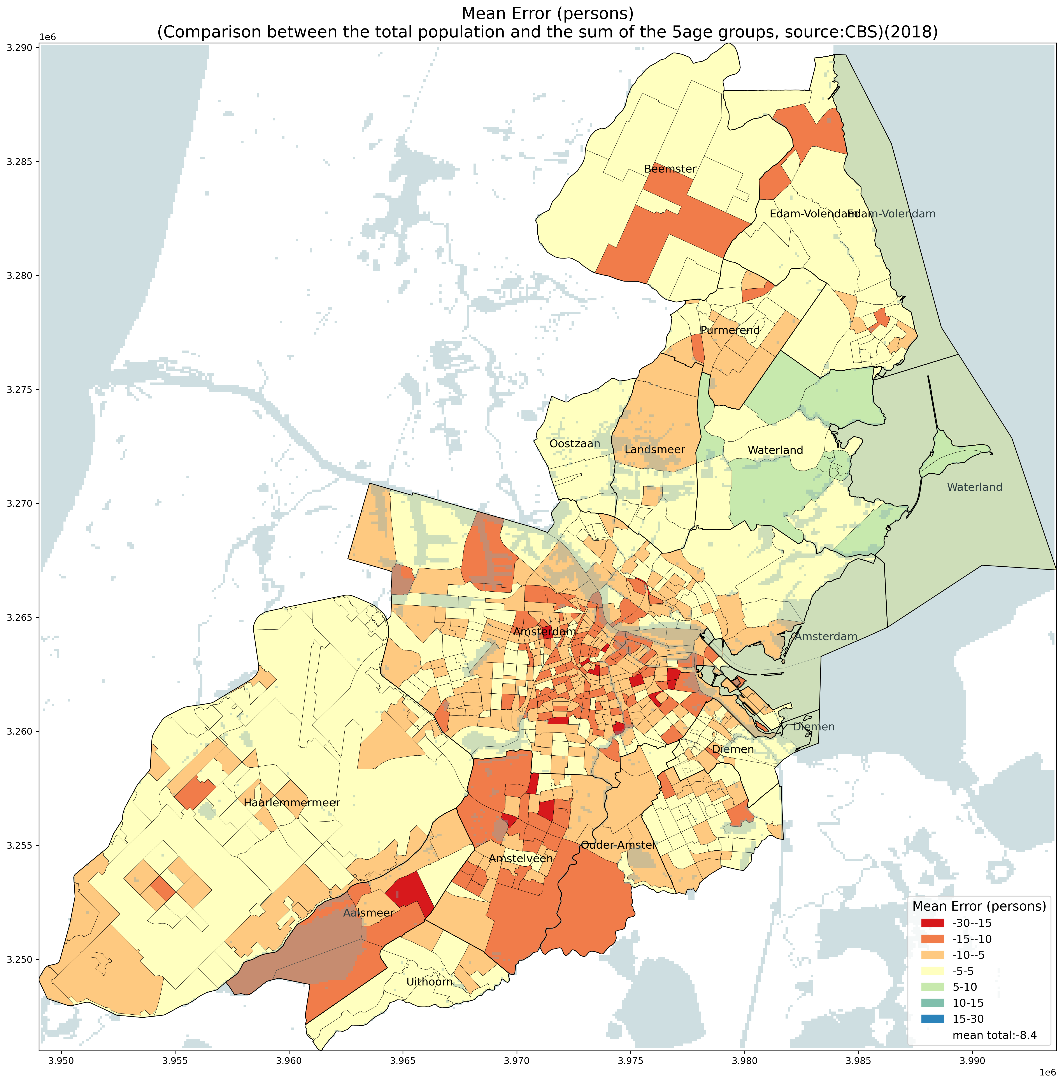 Mean Error (persons)
(Comparison between the total population and the sum of the 5age groups, source:CBS)(2018)
1e6
3.290
3.285
3.280
3.275
3.270
3.265
3.260
3.255
3.250
Beemster
Edam-Volendam
Edam-Volendam
Purmerend
Oostzaan
Landsmeer
Waterland
Waterland
Amsterdam
Amsterdam
Diemen
Diemen
Haarlemmermeer
Ouder-Amstel
Amstelveen
Aalsmeer
Uithoorn
Mean Error (persons)
-30--15
-15--10
-10--5
-5-5
5-10
10-15
15-30
mean total:-8.4
3.950 3.955 3.960 3.965 3.970 3.975 3.980 3.985 3.990
1e6